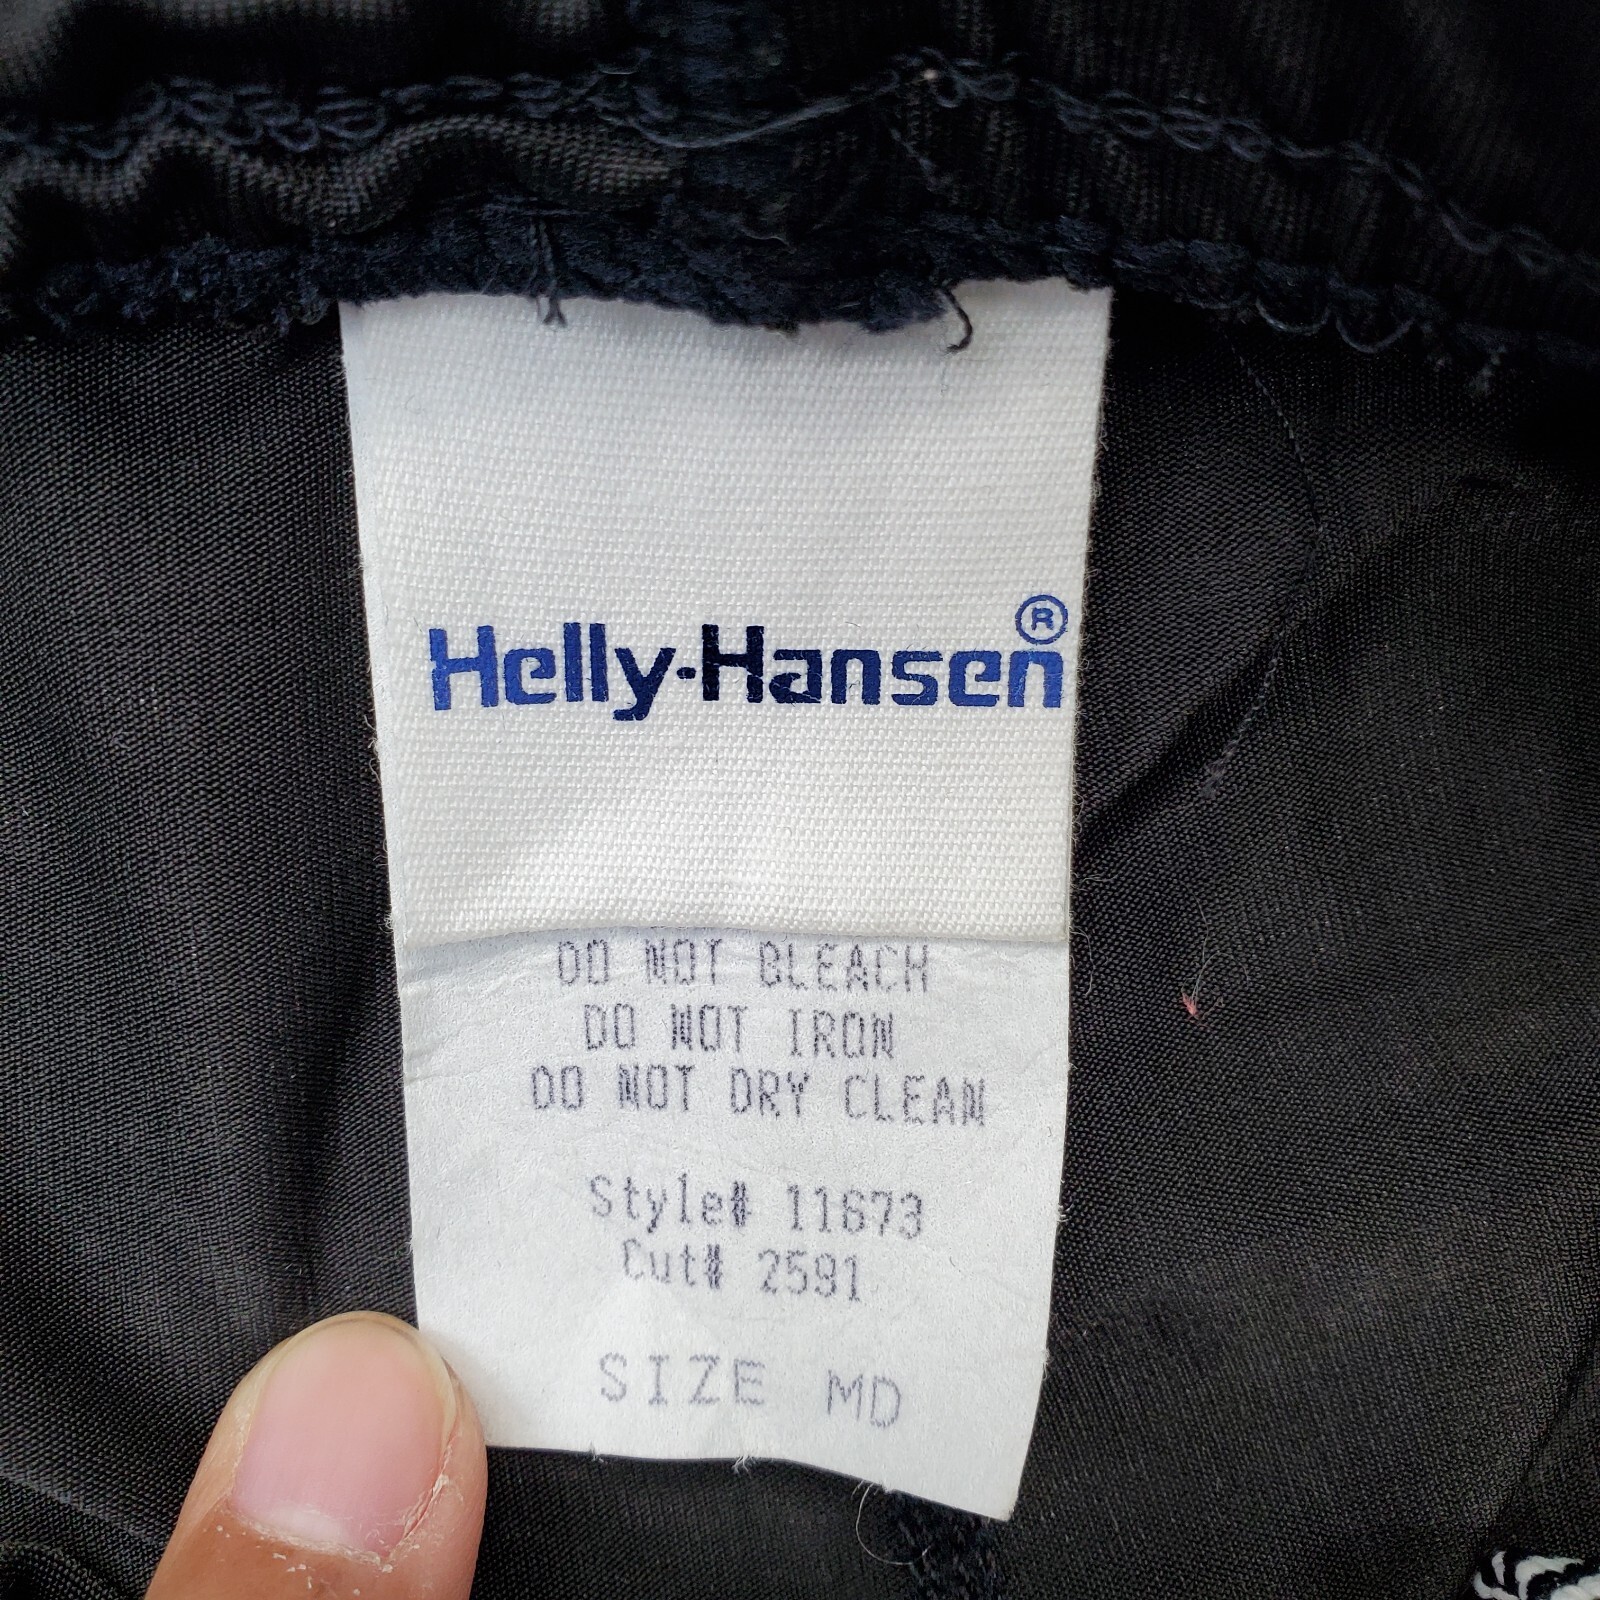 Helly-Hansen®
DO NOT BLEACH
DO NOT IRON
DO NOT DRY CLEAN
Style# 11673
Cut# 2591
SIZE MD